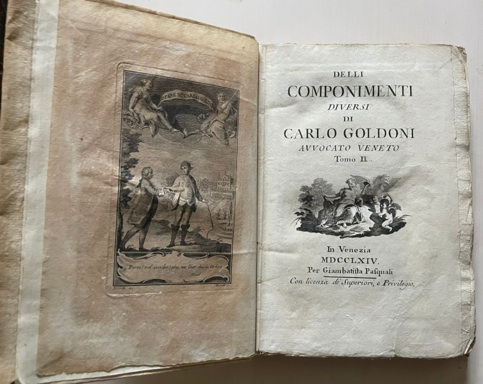 DELLI
COMPONIMENTI
DIVERSI
DI
CARLO GOLDONI
AVVOCATO VENETO
Tomo II.
In Venezia
MDCCLXIV.
Per Giambatista Pasquali
Con licenza de' Superiori, e Privilegio.